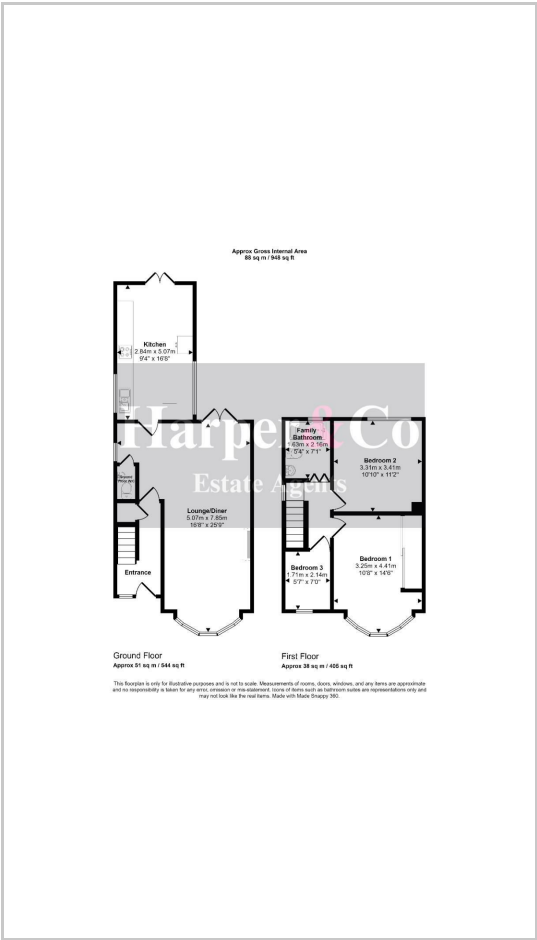 Approx Gross Internal Area
88 sq m / 948 sq ft
Kitchen
2.84m x 5.07m
9'4" x 16'8"
Harper & Co
Estate Agents
Family
Bathroom
1.63m x 2.16m
5'4" x 7'1"
Bedroom 2
3.31m x 3.41m
10'10" x 11'2"
Lounge/Diner
5.07m x 7.85m
16'8" x 25'9"
Entrance
Bedroom 3
1.71m x 2.14m
5'7" x 7'0"
Bedroom 1
3.25m x 4.41m
10'8" x 14'6"
Ground Floor
Approx 51 sq m / 544 sq ft
First Floor
Approx 38 sq m / 405 sq ft
This floorplan is only for illustrative purposes and is not to scale. Measurements of rooms, doors, windows, and any items are approximate
and no responsibility is taken for any error, omission or mis-statement. Icons of items such as bathroom suites are representations only and
may not look like the real items. Made with Made Snappy 360.